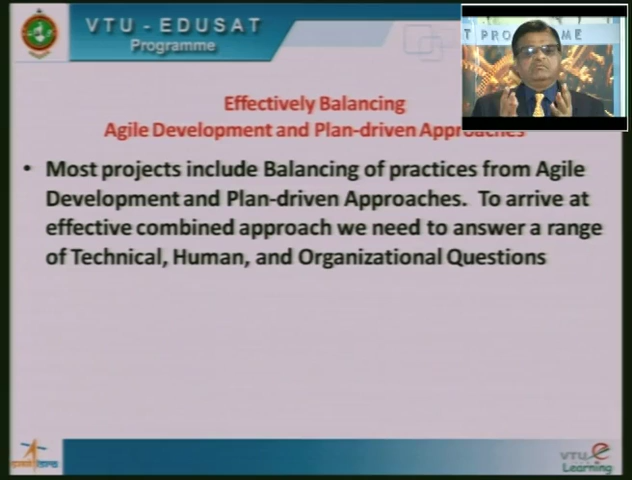 VTU - EDUSAT
Programme
T PROGRAMME
Effectively Balancing
Agile Development and Plan-driven Approaches
• Most projects include Balancing of practices from Agile
Development and Plan-driven Approaches. To arrive at
effective combined approach we need to answer a range
of Technical, Human, and Organizational Questions
VTU e
Learning